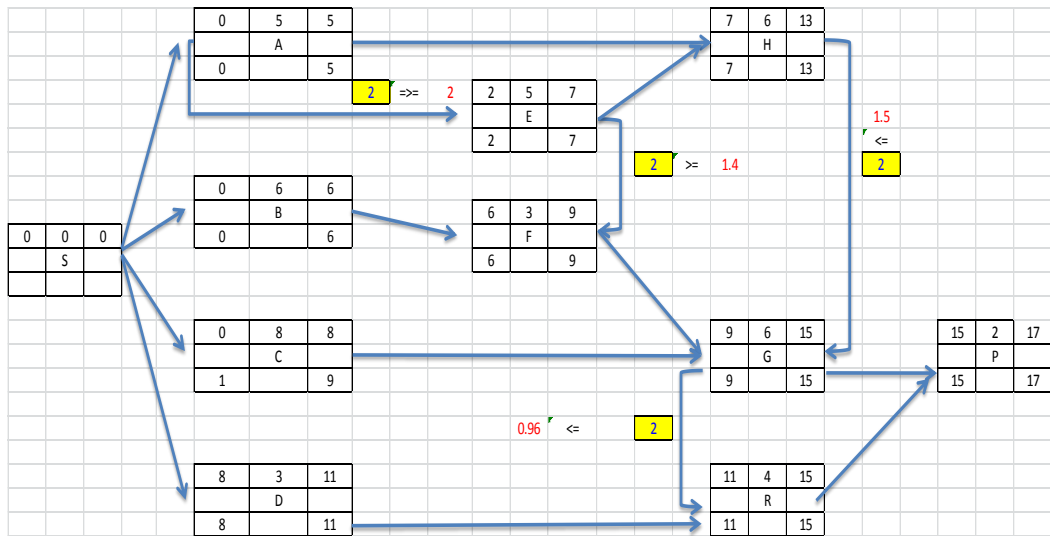 0 5 5
A
0 5
7 6 13
H
7 13
2 =>= 2
2 5 7
E
2 7
1.5
<=
2
2 >= 1.4
0 6 6
B
0 6
6 3 9
F
6 9
0 0 0
S
0 8 8
C
1 9
9 6 15
G
9 15
15 2 17
P
15 17
0.96 <= 2
8 3 11
D
8 11
11 4 15
R
11 15